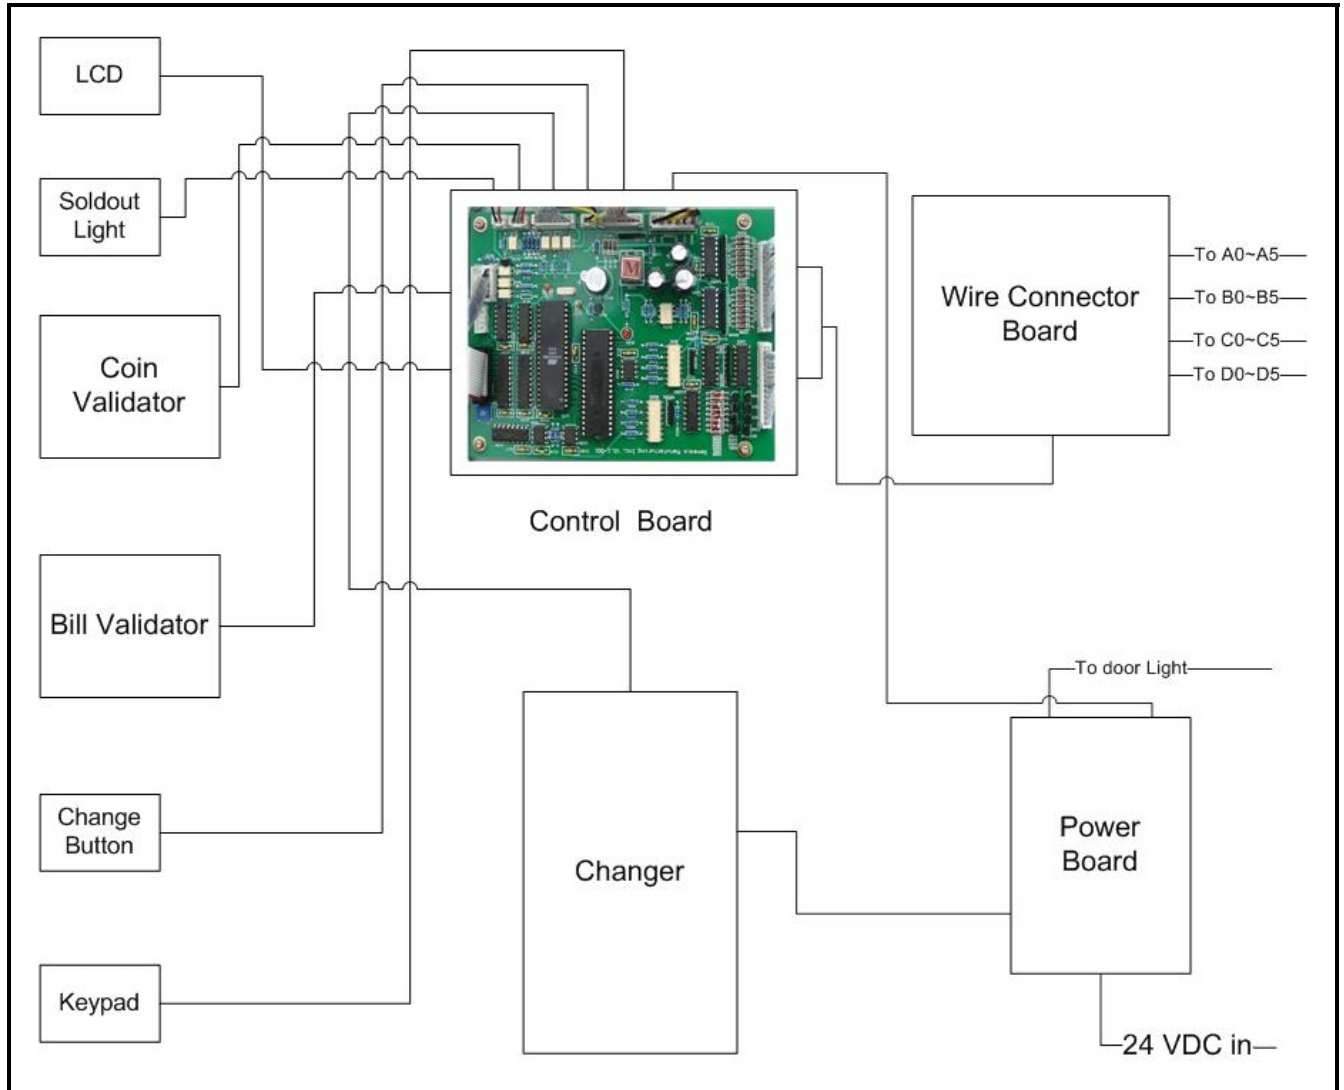 LCD
Soldout
Light
Coin
Validator
Bill Validator
Change
Button
Keypad
Control Board
Changer
Wire Connector
Board
To A0~A5
To B0~B5
To C0~C5
To D0~D5
To door Light
Power
Board
24 VDC in
M